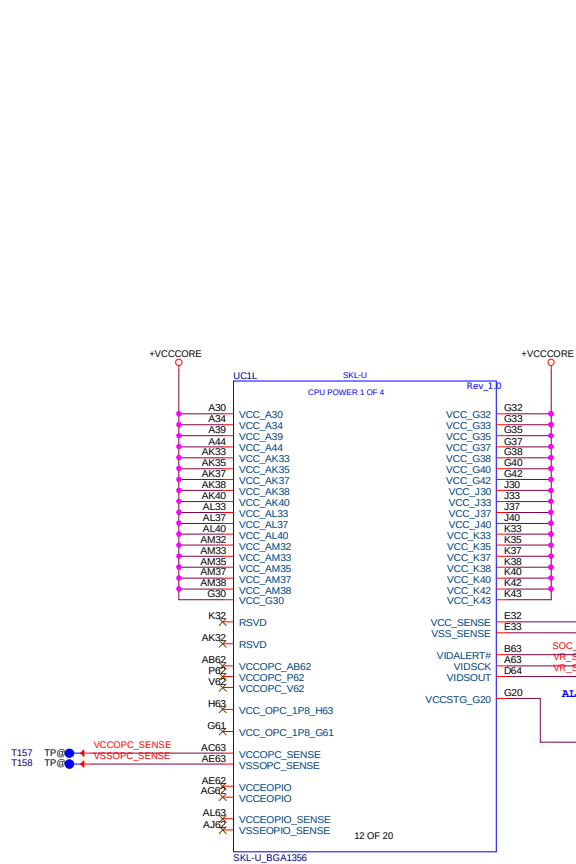 +VCCCORE
+VCCCORE
UC1L
SKL-U
Rev_1.0
CPU POWER 1 OF 4
A30 VCC_A30
A34 VCC_A34
A39 VCC_A39
A44 VCC_A44
AK33 VCC_AK33
AK35 VCC_AK35
AK37 VCC_AK37
AK38 VCC_AK38
AK40 VCC_AK40
AL33 VCC_AL33
AL37 VCC_AL37
AL40 VCC_AL40
AM32 VCC_AM32
AM33 VCC_AM33
AM35 VCC_AM35
AM37 VCC_AM37
AM38 VCC_AM38
G30 VCC_G30
K32 RSVD
AK32 RSVD
AB62 VCCOPC_AB62
P62 VCCOPC_P62
V62 VCCOPC_V62
H63 VCC_OPC_1P8_H63
G61 VCC_OPC_1P8_G61
T157 TP@ VCCOPC_SENSE AC63 VCCOPC_SENSE
T158 TP@ VSSOPC_SENSE AE63 VSSOPC_SENSE
AE62 VCCEOPIO
AG62 VCCEOPIO
AL63 VCCEOPIO_SENSE
AJ62 VSSEOPIO_SENSE
VCC_G32 G32
VCC_G33 G33
VCC_G35 G35
VCC_G37 G37
VCC_G38 G38
VCC_G40 G40
VCC_G42 G42
VCC_J30 J30
VCC_J33 J33
VCC_J37 J37
VCC_J40 J40
VCC_K33 K33
VCC_K35 K35
VCC_K37 K37
VCC_K38 K38
VCC_K40 K40
VCC_K42 K42
VCC_K43 K43
VCC_SENSE E32
VSS_SENSE E33
VIDALERT# B63 SOC_
VIDSCK A63 VR_S
VIDSOUT D64 VR_S
VCCSTG_G20 G20
12 OF 20
SKL-U_BGA1356